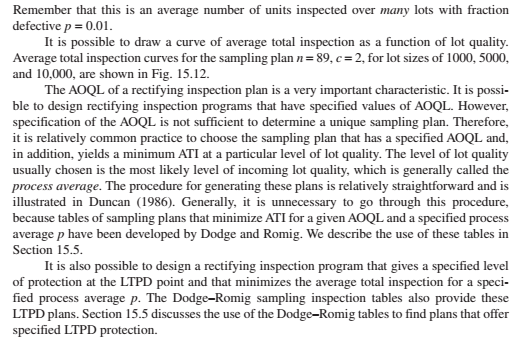 Remember that this is an average number of units inspected over many lots with fraction
defective p = 0.01.
It is possible to draw a curve of average total inspection as a function of lot quality.
Average total inspection curves for the sampling plan n = 89, c = 2, for lot sizes of 1000, 5000,
and 10,000, are shown in Fig. 15.12.
The AOQL of a rectifying inspection plan is a very important characteristic. It is possi-
ble to design rectifying inspection programs that have specified values of AOQL. However,
specification of the AOQL is not sufficient to determine a unique sampling plan. Therefore,
it is relatively common practice to choose the sampling plan that has a specified AOQL and,
in addition, yields a minimum ATI at a particular level of lot quality. The level of lot quality
usually chosen is the most likely level of incoming lot quality, which is generally called the
process average. The procedure for generating these plans is relatively straightforward and is
illustrated in Duncan (1986). Generally, it is unnecessary to go through this procedure,
because tables of sampling plans that minimize ATI for a given AOQL and a specified process
average p have been developed by Dodge and Romig. We describe the use of these tables in
Section 15.5.
It is also possible to design a rectifying inspection program that gives a specified level
of protection at the LTPD point and that minimizes the average total inspection for a speci-
fied process average p. The Dodge–Romig sampling inspection tables also provide these
LTPD plans. Section 15.5 discusses the use of the Dodge–Romig tables to find plans that offer
specified LTPD protection.